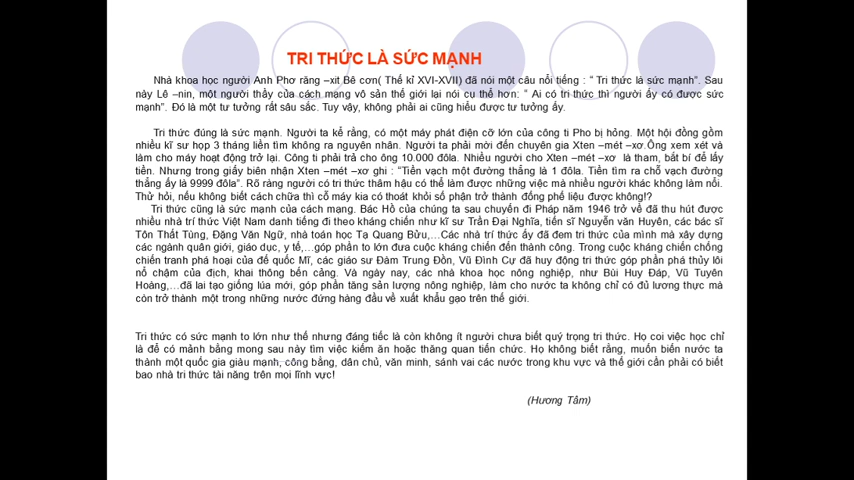 TRI THỨC LÀ SỨC MẠNH
Nhà khoa học người Anh Phơ răng –xit Bê cơn( Thế kỉ XVI-XVII) đã nói một câu nổi tiếng : “ Tri thức là sức mạnh”. Sau
này Lê –nin, một người thầy của cách mạng vô sản thế giới lại nói cụ thể hơn: “ Ai có tri thức thì người ấy có được sức
mạnh”. Đó là một tư tưởng rất sâu sắc. Tuy vậy, không phải ai cũng hiểu được tư tưởng ấy.
Tri thức đúng là sức mạnh. Người ta kể rằng, có một máy phát điện cỡ lớn của công ti Pho bị hỏng. Một hội đồng gồm
nhiều kĩ sư họp 3 tháng liền tìm không ra nguyên nhân. Người ta phải mời đến chuyên gia Xten –mét –xơ.Ông xem xét và
làm cho máy hoạt động trở lại. Công ti phải trả cho ông 10.000 đôla. Nhiều người cho Xten –mét –xơ là tham, bắt bí để lấy
tiền. Nhưng trong giấy biên nhận Xten –mét –xơ ghi : “Tiền vạch một đường thẳng là 1 đôla. Tiền tìm ra chỗ vạch đường
thẳng ấy là 9999 đôla”. Rõ ràng người có tri thức thâm hậu có thể làm được những việc mà nhiều người khác không làm nổi.
Thử hỏi, nếu không biết cách chữa thì cỗ máy kia có thoát khỏi số phận trở thành đống phế liệu được không!?
Tri thức cũng là sức mạnh của cách mạng. Bác Hồ của chúng ta sau chuyến đi Pháp năm 1946 trở về đã thu hút được
nhiều nhà trí thức Việt Nam danh tiếng đi theo kháng chiến như kĩ sư Trần Đại Nghĩa, tiến sĩ Nguyễn văn Huyên, các bác sĩ
Tôn Thất Tùng, Đặng Văn Ngữ, nhà toán học Tạ Quang Bửu,…Các nhà trí thức ấy đã đem tri thức của mình mà xây dựng
các ngành quân giới, giáo dục, y tế,…góp phần to lớn đưa cuộc kháng chiến đến thành công. Trong cuộc kháng chiến chống
chiến tranh phá hoại của đế quốc Mĩ, các giáo sư Đàm Trung Đồn, Vũ Đình Cự đã huy động tri thức góp phần phá thủy lôi
nổ chậm của địch, khai thông bến cảng. Và ngày nay, các nhà khoa học nông nghiệp, như Bùi Huy Đáp, Vũ Tuyên
Hoàng,…đã lai tạo giống lúa mới, góp phần tăng sản lượng nông nghiệp, làm cho nước ta không chỉ có đủ lương thực mà
còn trở thành một trong những nước đứng hàng đầu về xuất khẩu gạo trên thế giới.
Tri thức có sức mạnh to lớn như thế nhưng đáng tiếc là còn không ít người chưa biết quý trọng tri thức. Họ coi việc học chỉ
là để có mảnh bằng mong sau này tìm việc kiếm ăn hoặc thăng quan tiến chức. Họ không biết rằng, muốn biến nước ta
thành một quốc gia giàu mạnh, công bằng, dân chủ, văn minh, sánh vai các nước trong khu vực và thế giới cần phải có biết
bao nhà tri thức tài năng trên mọi lĩnh vực!
(Hương Tâm)